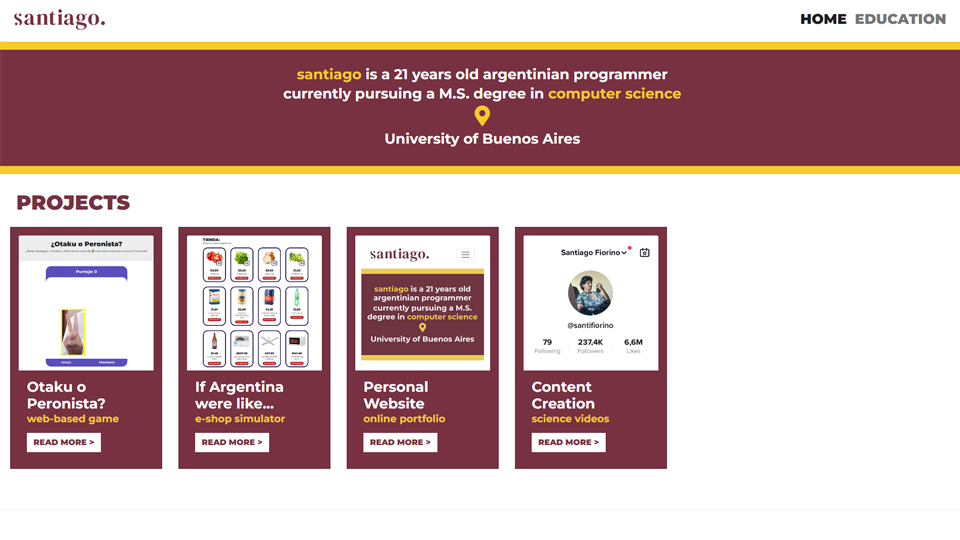 santiago.
HOME EDUCATION
santiago is a 21 years old argentinian programmer
currently pursuing a M.S. degree in computer science
University of Buenos Aires
PROJECTS
¿Otaku o Peronista?
Puntaje: 0
Otaku o
Peronista?
web-based game
READ MORE >
TIENDA:
If Argentina
were like...
e-shop simulator
READ MORE >
santiago.
santiago is a 21 years old
argentinian programmer
currently pursuing a M.S.
degree in computer science
University of Buenos Aires
Personal
Website
online portfolio
READ MORE >
Santiago Fiorino
@santifiorino
79 237,4K 6,6M
Following Followers Likes
Content
Creation
science videos
READ MORE >